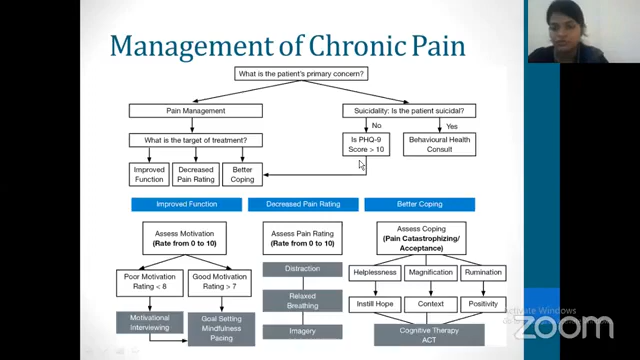 Management of Chronic Pain
What is the patient's primary concern?
Pain Management
Suicidality: Is the patient suicidal?
No
Yes
What is the target of treatment?
Is PHQ-9
Score > 10
Behavioural Health
Consult
Improved
Function
Decreased
Pain Rating
Better
Coping
Improved Function
Decreased Pain Rating
Better Coping
Assess Motivation
(Rate from 0 to 10)
Assess Pain Rating
(Rate from 0 to 10)
Assess Coping
(Pain Catastrophizing/
Acceptance)
Poor Motivation
Rating < 8
Good Motivation
Rating > 7
Distraction
Helplessness
Magnification
Rumination
Relaxed
Breathing
Instill Hope
Context
Positivity
Motivational
Interviewing
Goal Setting
Mindfulness
Pacing
Imagery
Cognitive Therapy
ACT
Activate Windows
zoom